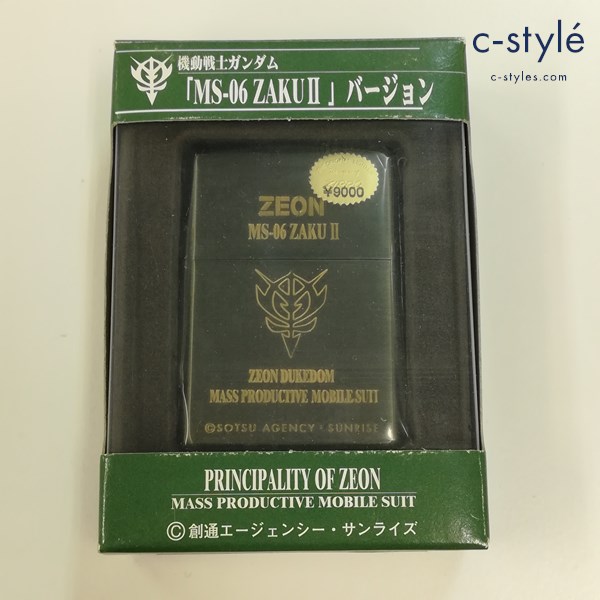 c-stylé
c-styles.com
機動戦士ガンダム
「MS-06 ZAKUⅡ」バージョン
¥9000
ZEON
MS-06 ZAKU Ⅱ
ZEON DUKEDOM
MASS PRODUCTIVE MOBILE SUIT
©SOTSU AGENCY・SUNRISE
PRINCIPALITY OF ZEON
MASS PRODUCTIVE MOBILE SUIT
©創通エージェンシー・サンライズ